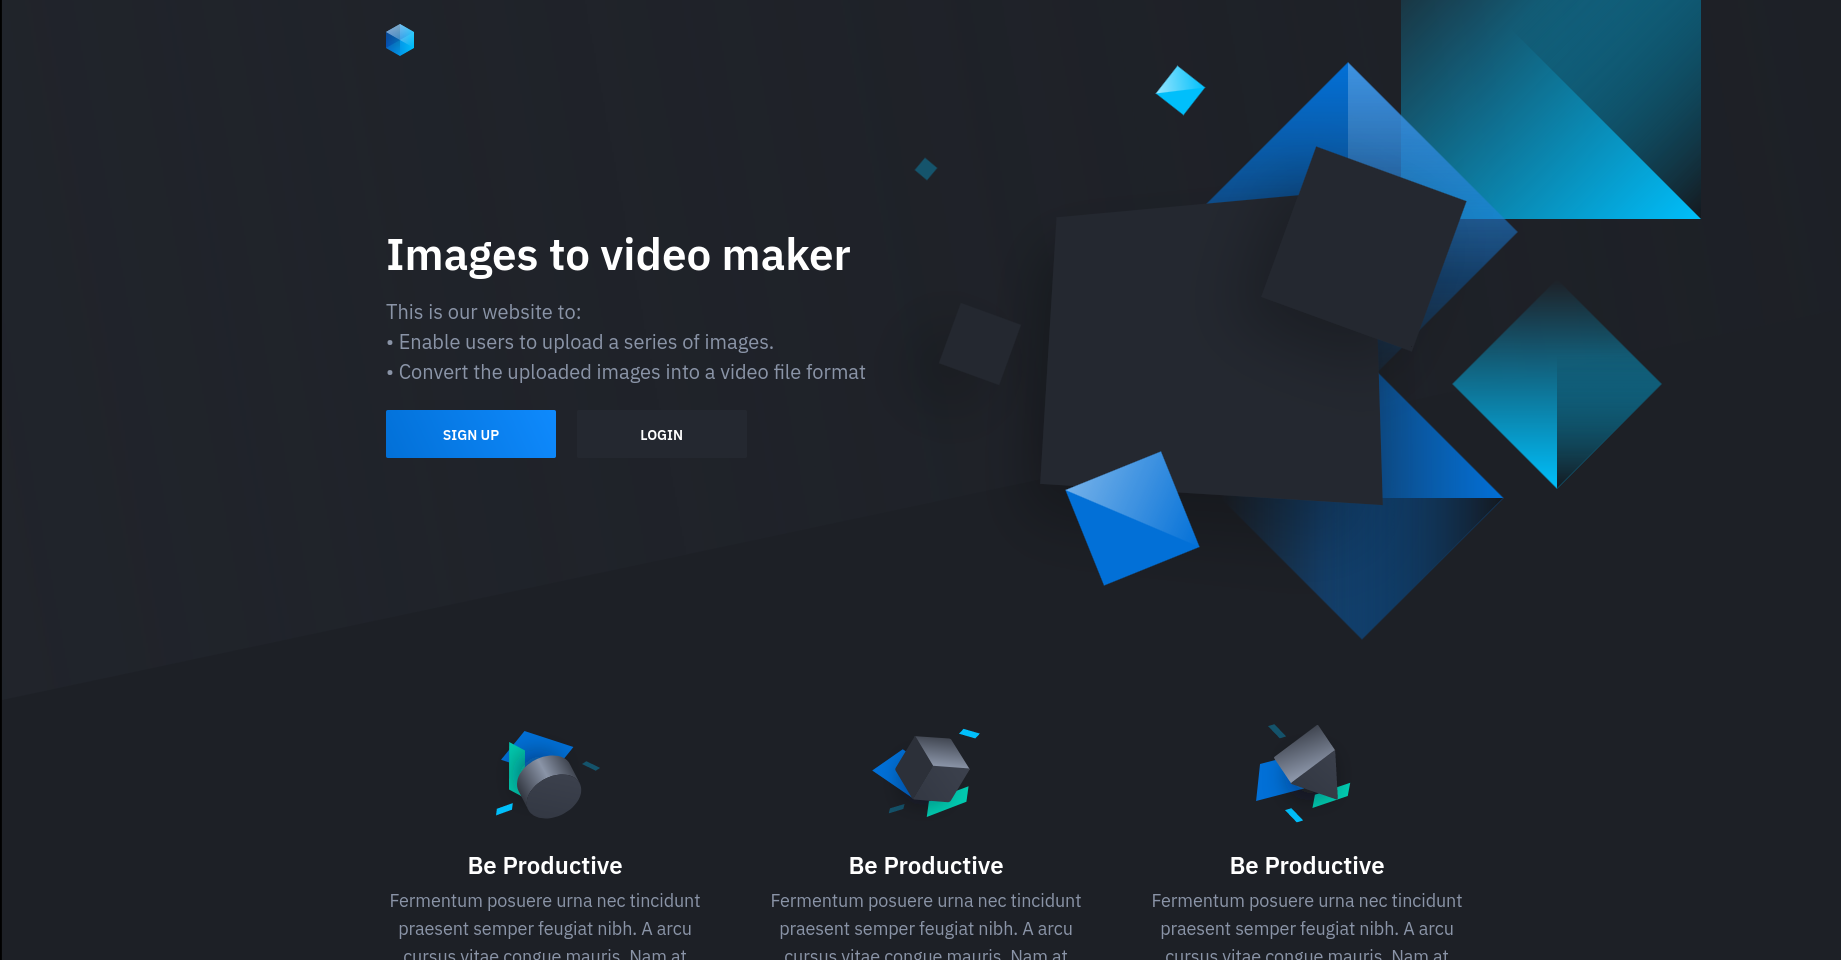 Images to video maker
This is our website to:
• Enable users to upload a series of images.
• Convert the uploaded images into a video file format
SIGN UP
LOGIN
Be Productive
Fermentum posuere urna nec tincidunt
praesent semper feugiat nibh. A arcu
cursus vitae congue mauris. Nam at
Be Productive
Fermentum posuere urna nec tincidunt
praesent semper feugiat nibh. A arcu
cursus vitae congue mauris. Nam at
Be Productive
Fermentum posuere urna nec tincidunt
praesent semper feugiat nibh. A arcu
cursus vitae congue mauris. Nam at